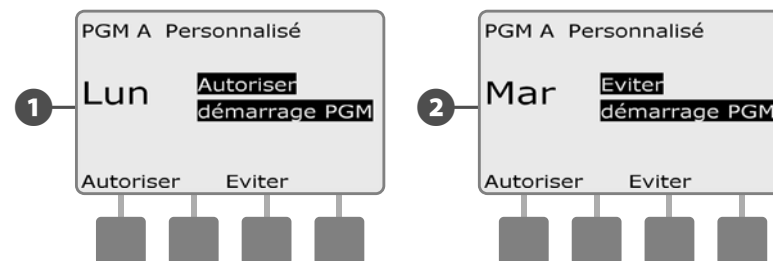 PGM A Personnalisé
1
Lun
Autoriser
démarrage PGM
Autoriser Eviter
PGM A Personnalisé
2
Mar
Eviter
démarrage PGM
Autoriser Eviter